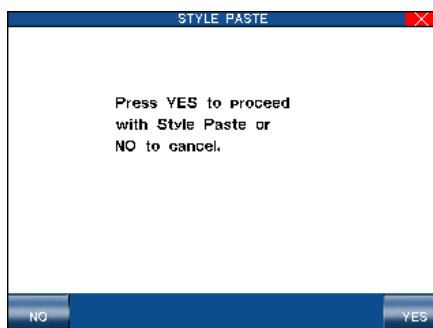 STYLE PASTE
Press YES to proceed
with Style Paste or
NO to cancel.
NO
YES